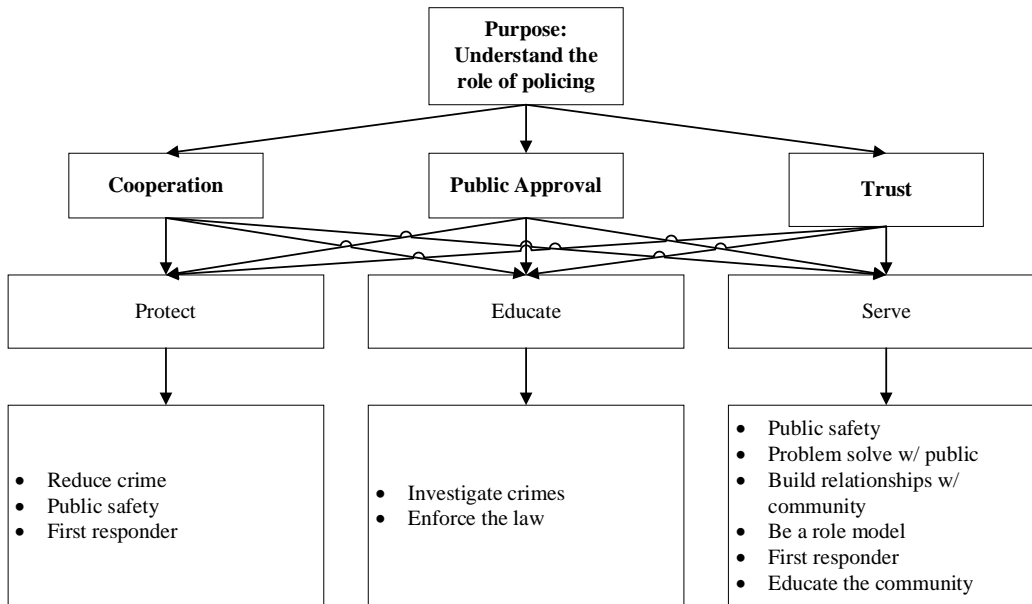 Purpose:
Understand the
role of policing
Cooperation
Public Approval
Trust
Protect
Educate
Serve
• Reduce crime
• Public safety
• First responder
• Investigate crimes
• Enforce the law
• Public safety
• Problem solve w/ public
• Build relationships w/
community
• Be a role model
• First responder
• Educate the community